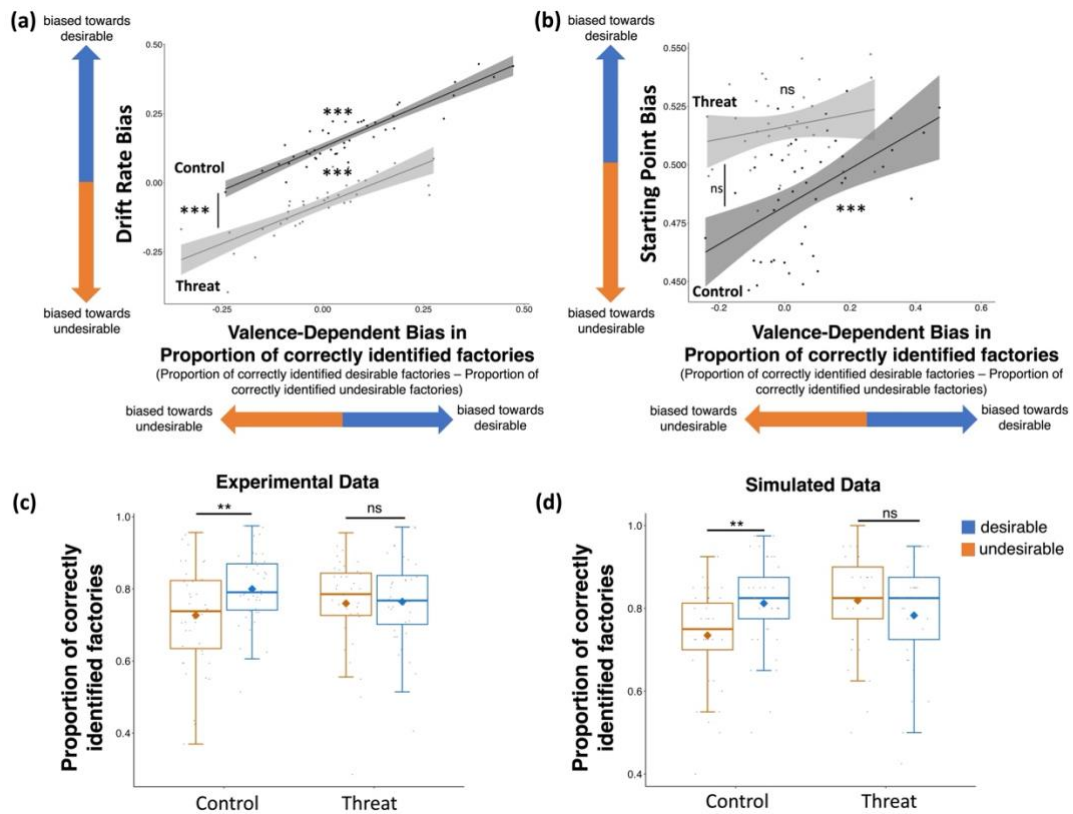 (a)
biased towards
desirable
biased towards
undesirable
Drift Rate Bias
0.50
0.25
0.00
-0.25
Control
***
***
***
Threat
-0.25
0.00
0.25
0.50
Valence-Dependent Bias in
Proportion of correctly identified factories
(Proportion of correctly identified desirable factories – Proportion of
correctly identified undesirable factories)
biased towards
undesirable
biased towards
desirable
(b)
biased towards
desirable
biased towards
undesirable
Starting Point Bias
0.550
0.525
0.500
0.475
0.450
Threat
ns
ns
***
Control
-0.2
0.0
0.2
0.4
0.6
Valence-Dependent Bias in
Proportion of correctly identified factories
(Proportion of correctly identified desirable factories – Proportion of
correctly identified undesirable factories)
biased towards
undesirable
biased towards
desirable
(c)
Experimental Data
Proportion of correctly
identified factories
1.0
0.8
0.6
0.4
**
ns
Control
Threat
(d)
Simulated Data
Proportion of correctly
identified factories
1.0
0.8
0.6
0.4
**
ns
Control
Threat
desirable
undesirable